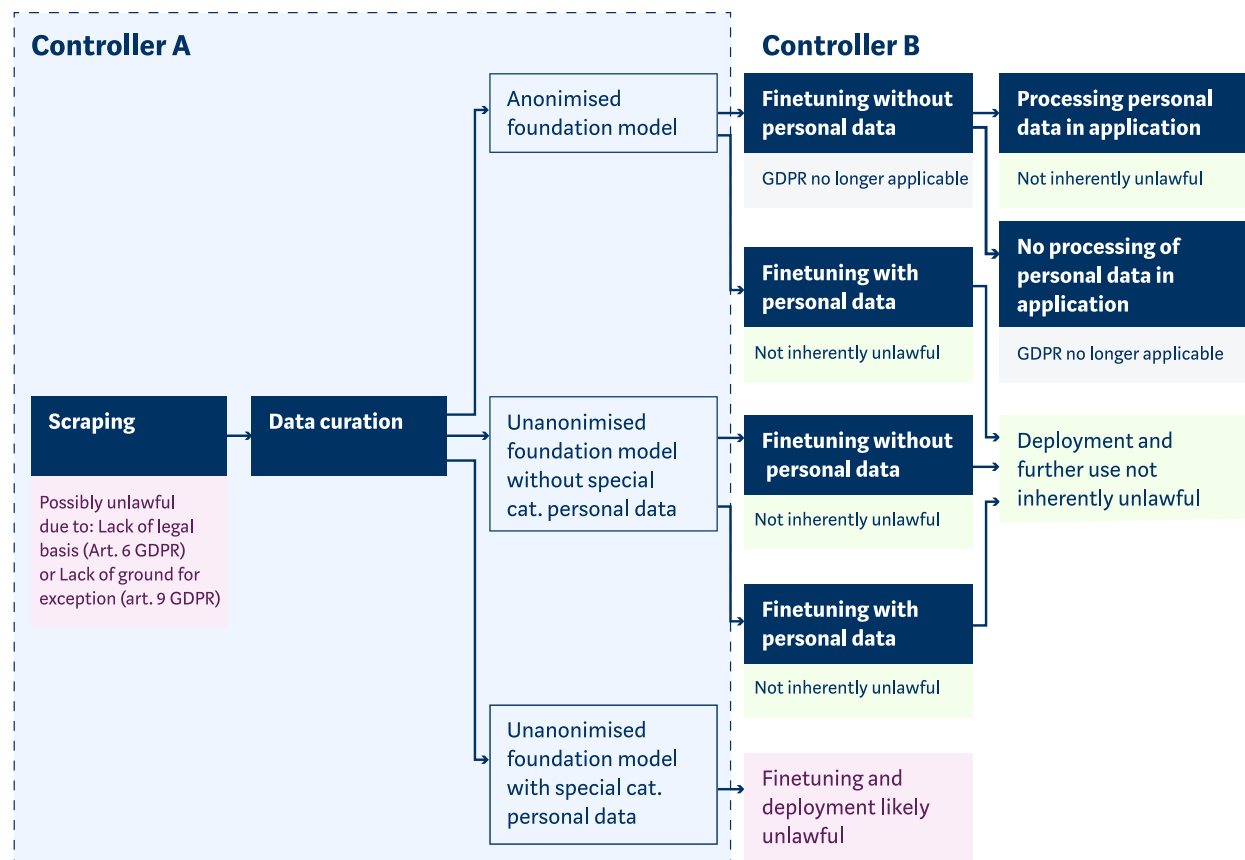 Controller A
Scraping
Possibly unlawful
due to: Lack of legal
basis (Art. 6 GDPR)
or Lack of ground for
exception (art. 9 GDPR)
Data curation
Anonimised
foundation model
Unanonimised
foundation model
without special
cat. personal data
Unanonimised
foundation model
with special cat.
personal data
Controller B
Finetuning without
personal data
GDPR no longer applicable
Finetuning with
personal data
Not inherently unlawful
Finetuning without
personal data
Not inherently unlawful
Finetuning with
personal data
Not inherently unlawful
Finetuning and
deployment likely
unlawful
Processing personal
data in application
Not inherently unlawful
No processing of
personal data in
application
GDPR no longer applicable
Deployment and
further use not
inherently unlawful